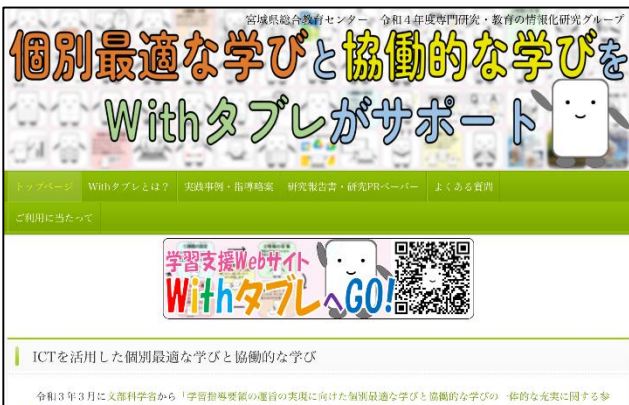 宮城県総合教育センター 令和4年度専門研究・教育の情報化研究グループ
個別最適な学びと協働的な学びを
Withタブレがサポート
トップページ Withタブレとは? 実践事例・指導略案 研究報告書・研究PRペーパー よくある質問
ご利用に当たって
学習支援Webサイト
WithタブレへGO!
ICTを活用した個別最適な学びと協働的な学び
令和3年3月に文部科学省から「学習指導要領の趣旨の実現に向けた個別最適な学びと協働的な学びの一体的な充実に関する参